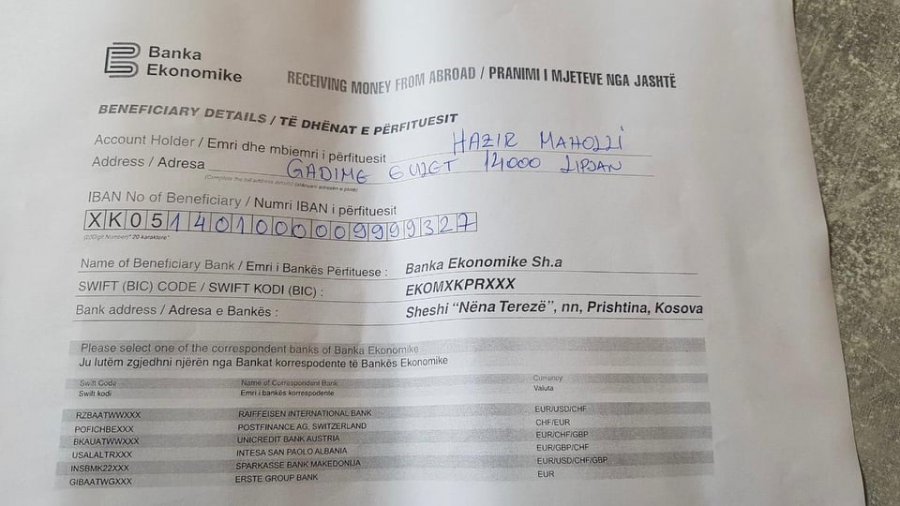 Banka
Ekonomike
RECEIVING MONEY FROM ABROAD / PRANIMI I MJETEVE NGA JASHTË
BENEFICIARY DETAILS / TË DHËNAT E PËRFITUESIT
Account Holder / Emri dhe mbiemri i përfituesit HAZIR MAHOLLI
Address / Adresa GADIME 14000 LIPJAN
IBAN No of Beneficiary / Numri IBAN i përfituesit
XK051401000009999327
(20Digit Number)* 20 karaktere*
Name of Beneficiary Bank / Emri i Bankës Përfituese : Banka Ekonomike Sh.a
SWIFT (BIC) CODE / SWIFT KODI (BIC) : EKOMXKPRXXX
Bank address / Adresa e Bankës : Sheshi “Nëna Terezë”, nn, Prishtina, Kosova
Please select one of the correspondent banks of Banka Ekonomike
Ju lutëm zgjedhni njërën nga Bankat korrespodente të Bankës Ekonomike
Swift Code Name of Correspondent Bank Currency
Swift kodi Emri i bankës korespodente Valuta
RZBAATWWXXX RAIFFEISEN INTERNATIONAL BANK EUR/USD/CHF
POFICHBEXXX POSTFINANCE AG, SWITZERLAND CHF/EUR
BKAUATWWXXX UNICREDIT BANK AUSTRIA EUR/CHF/GBP
USALALTRXXX INTESA SAN PAOLO ALBANIA EUR/GBP/CHF
INSBMK22XXX SPARKASSE BANK MAKEDONIJA EUR/USD/CHF/GBP
GIBAATWGXXX ERSTE GROUP BANK EUR